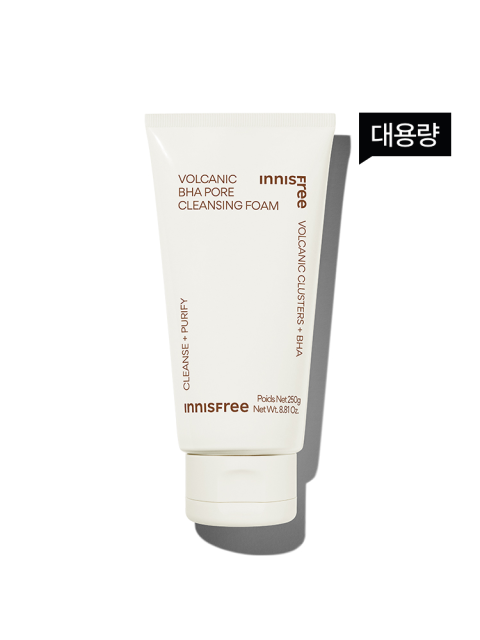 대용량
VOLCANIC
BHA PORE
CLEANSING FOAM
INNISFree
VOLCANIC CLUSTERS + BHA
CLEANSE + PURIFY
INNISFree
Poids Net 250g
Net Wt. 8.81 Oz.